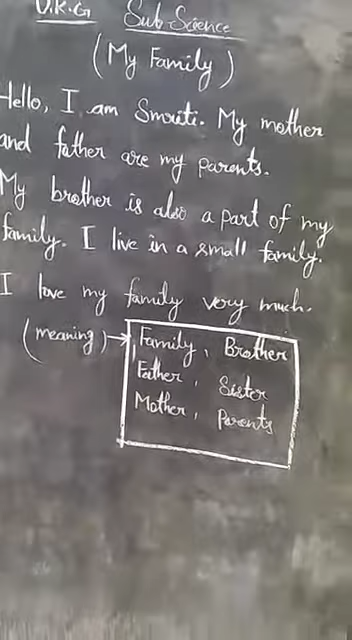 U.K.G Sub-Science
(My Family)
Hello, I am Smriti. My mother
and father are my parents.
My brother is also a part of my
family. I live in a small family.
I love my family very much.
(meaning)→ Family, Brother
Father, Sister
Mother, Parents